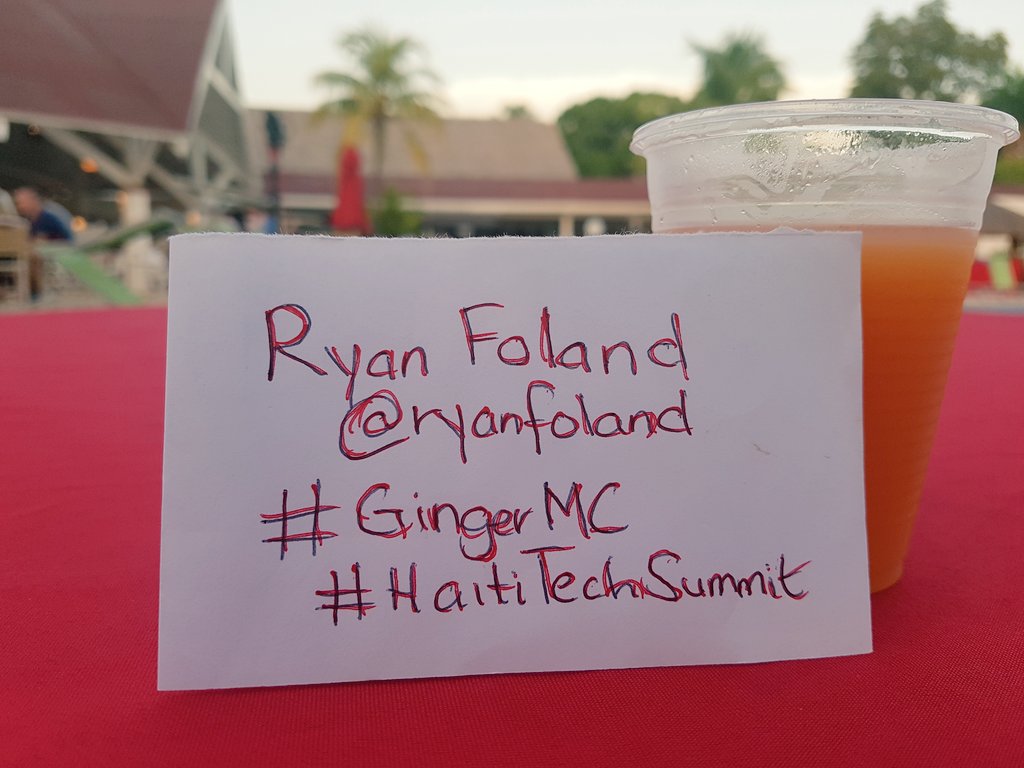 Ryan Foland
@ryanfoland
#GingerMC
#HaitiTechSummit